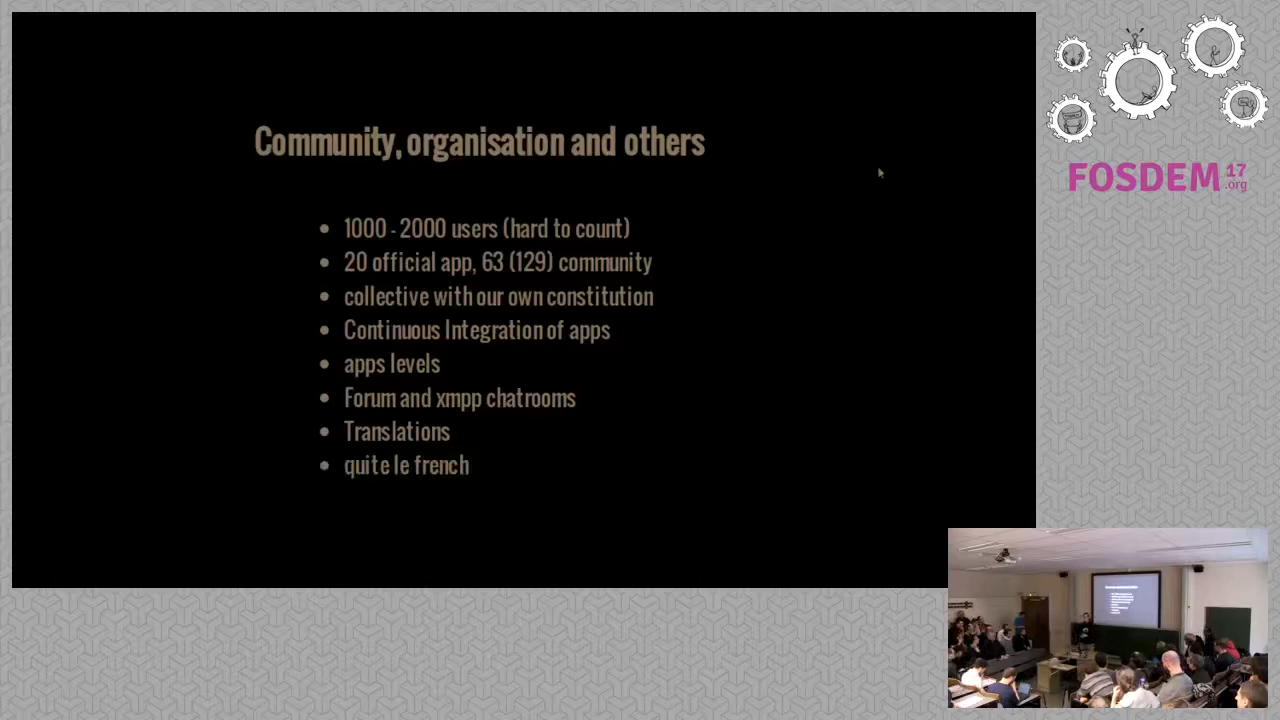 Community, organisation and others
1000 - 2000 users (hard to count)
20 official app, 63 (129) community
collective with our own constitution
Continuous Integration of apps
apps levels
Forum and xmpp chatrooms
Translations
quite le french
FOSDEM 17
.org